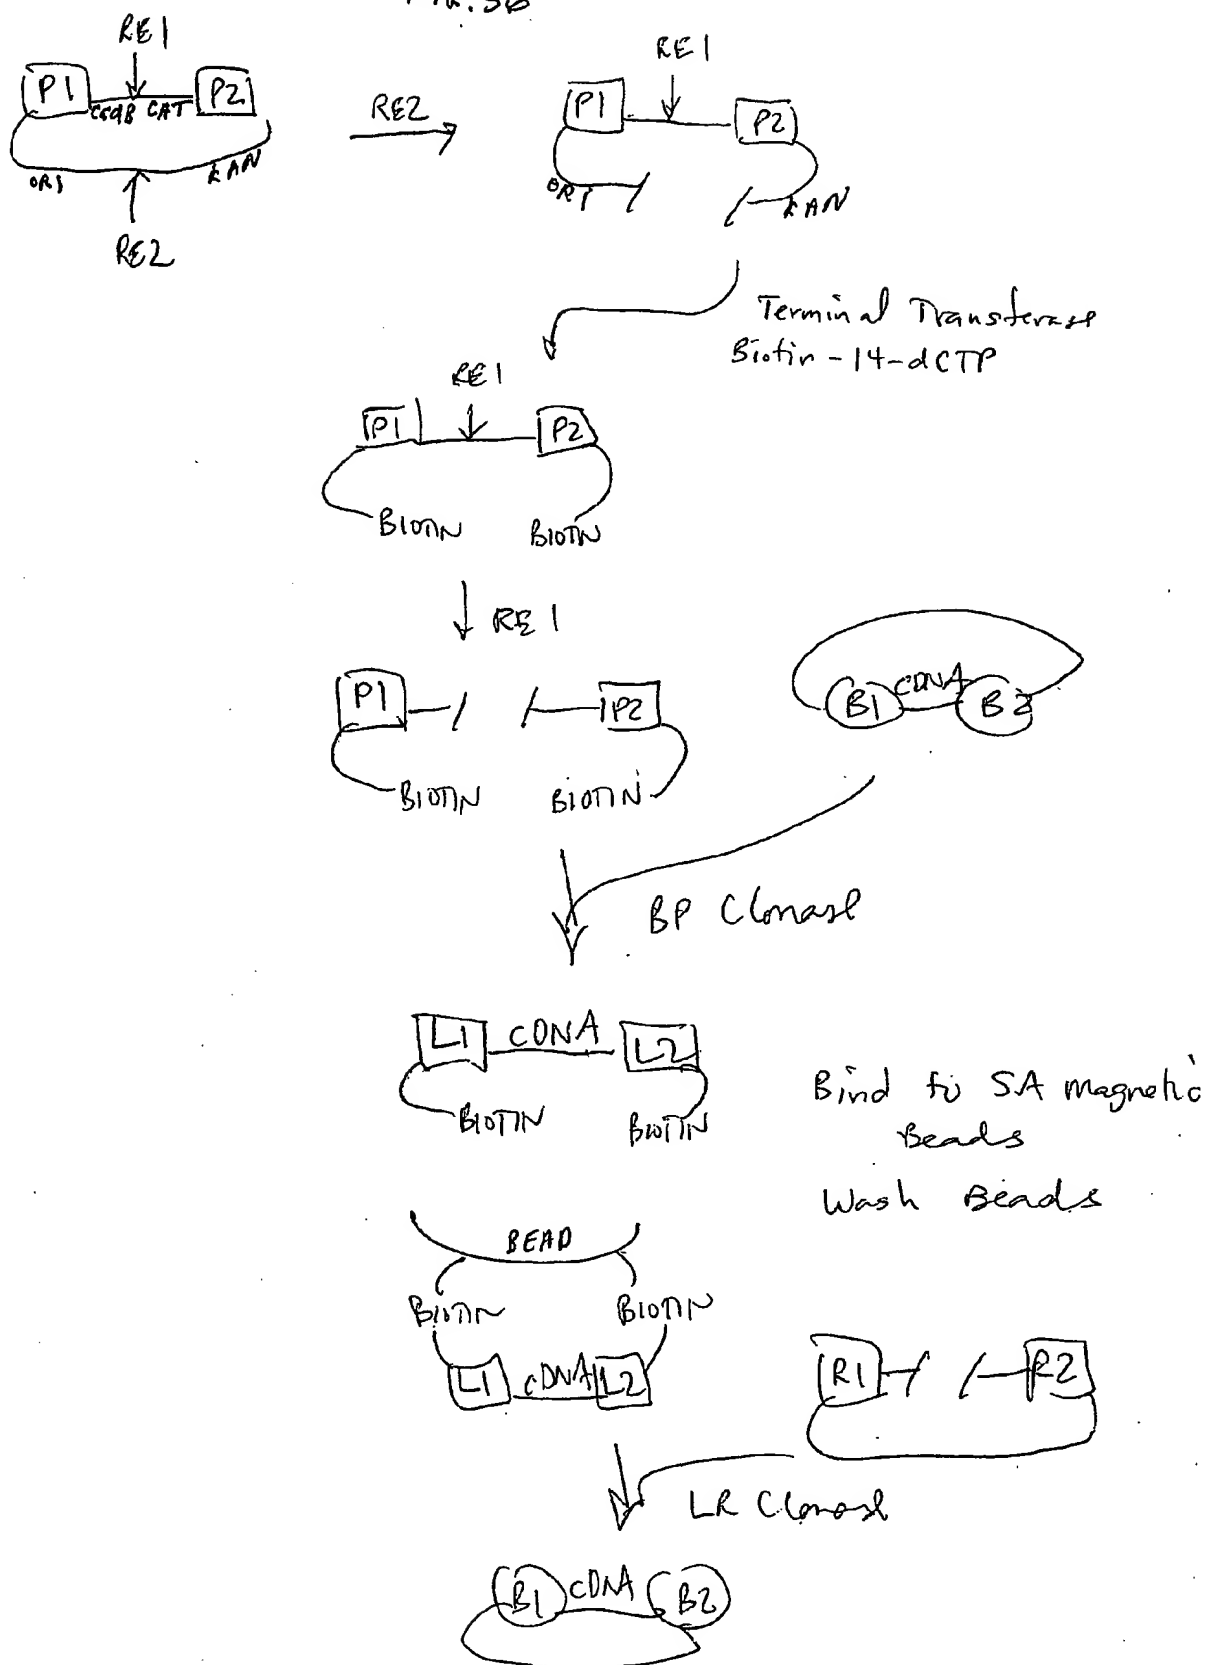 RE1
P1 CCdB CAT P2
ORI KAN
RE2
RE2
RE1
P1 P2
ORI KAN
Terminal Transferase
Biotin-14-dCTP
RE1
P1 P2
BIOTIN BIOTIN
RE1
P1 P2
BIOTIN BIOTIN
B1 CDNA B2
BP Clonase
L1 CDNA L2
BIOTIN BIOTIN
Bind to SA magnetic
Beads
Wash Beads
BEAD
BIOTIN BIOTIN
L1 cDNA L2
R1 R2
LR Clonase
B1 cDNA B2